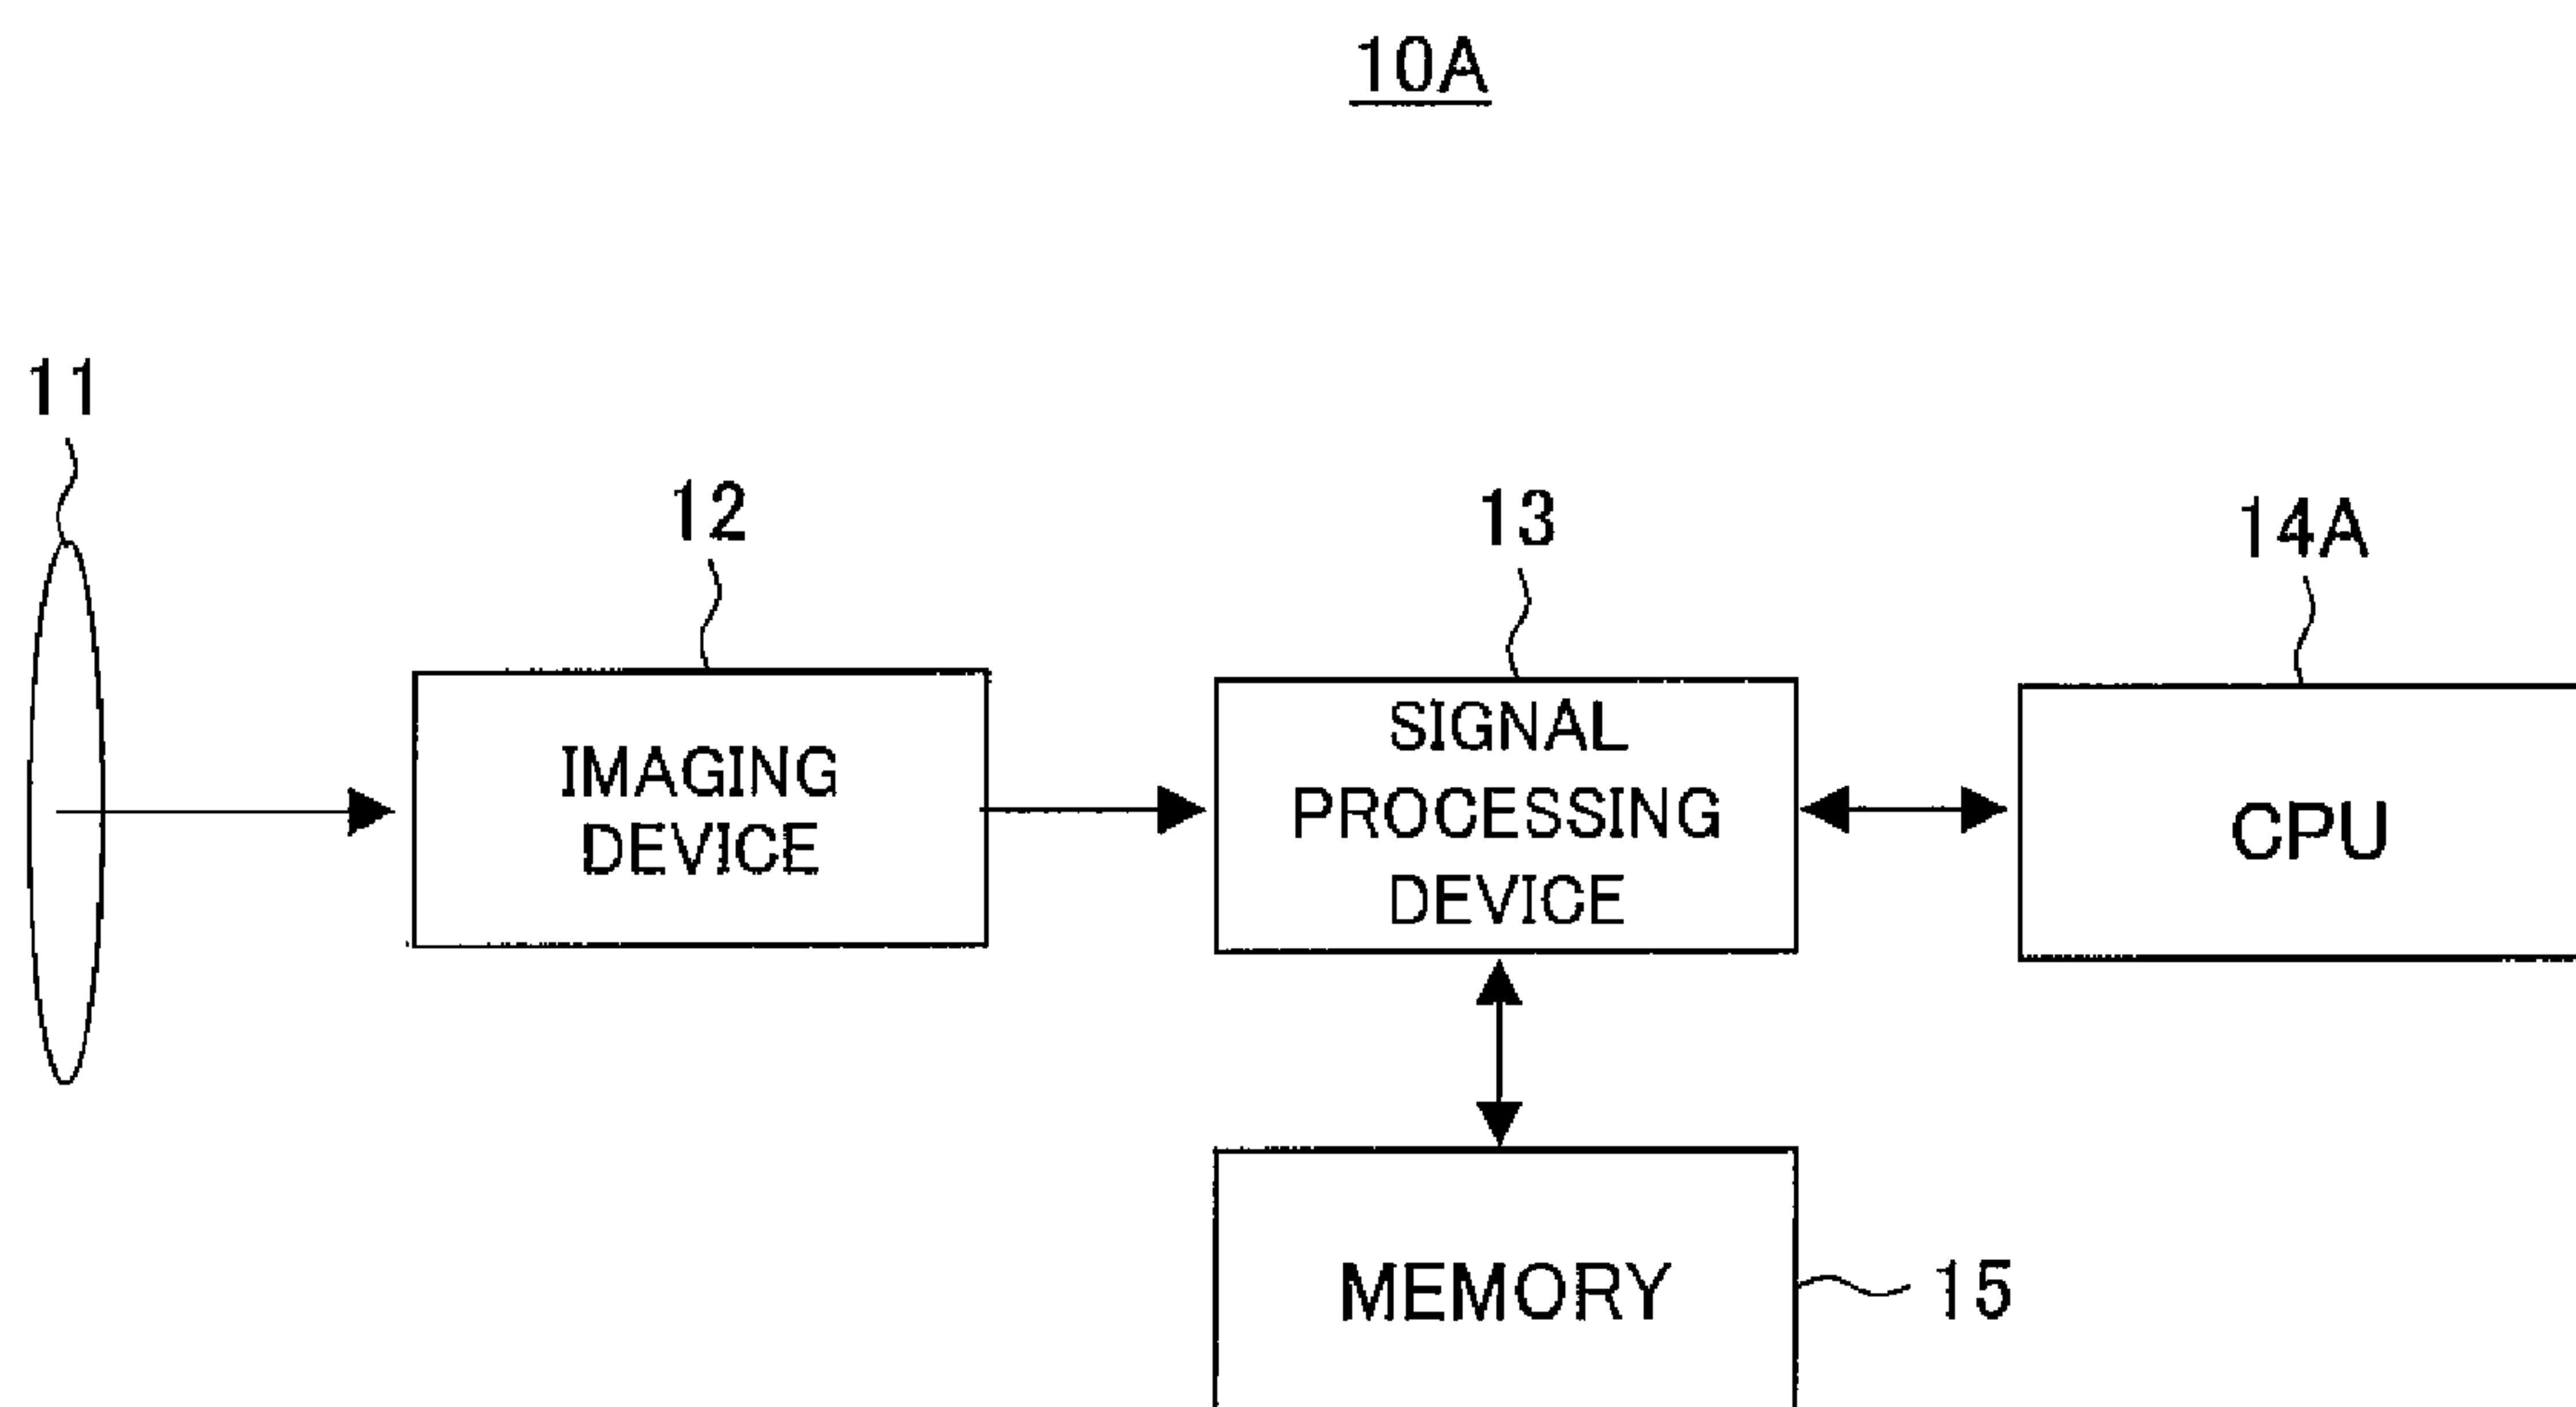 10A
11
12
13
14A
IMAGING
DEVICE
SIGNAL
PROCESSING
DEVICE
CPU
MEMORY
15